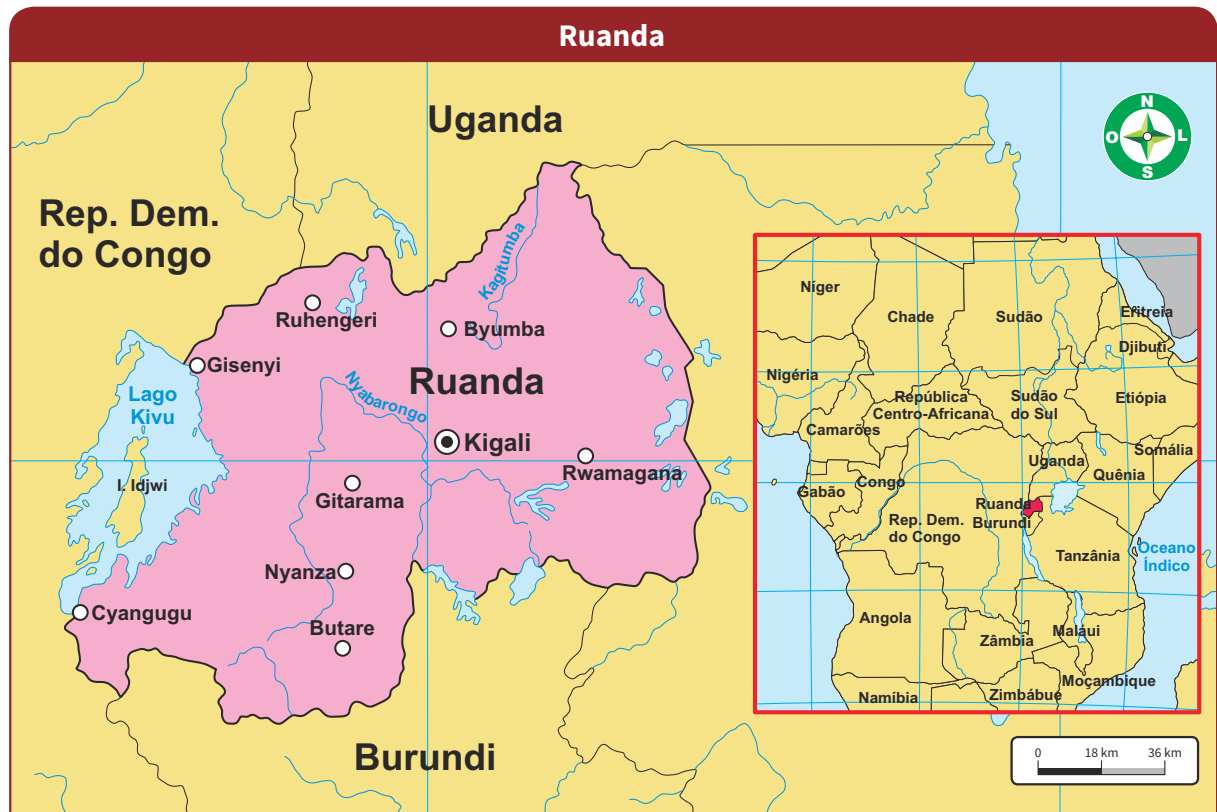 Ruanda
Uganda
N
O
L
S
Rep. Dem.
do Congo
Kagitumba
Ruhengeri
Byumba
Gisenyi
Ruanda
Lago
Kivu
Nyabarongo
Kigali
Rwamagana
I. Idjwi
Gitarama
Nyanza
Cyangugu
Butare
Burundi
Níger
Chade
Sudão
Eritreia
Djibuti
Nigéria
República
Centro-Africana
Sudão
do Sul
Etiópia
Camarões
Somália
Uganda
Quênia
Gabão
Congo
Ruanda
Burundi
Rep. Dem.
do Congo
Tanzânia
Oceano
Índico
Angola
Zâmbia
Maláui
Moçambique
Namíbia
Zimbábue
0 18 km 36 km